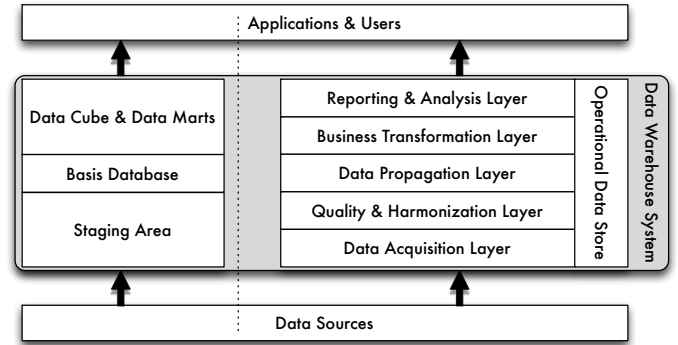 Applications & Users
Data Cube & Data Marts
Basis Database
Staging Area
Reporting & Analysis Layer
Business Transformation Layer
Data Propagation Layer
Quality & Harmonization Layer
Data Acquisition Layer
Operational Data Store
Data Warehouse System
Data Sources